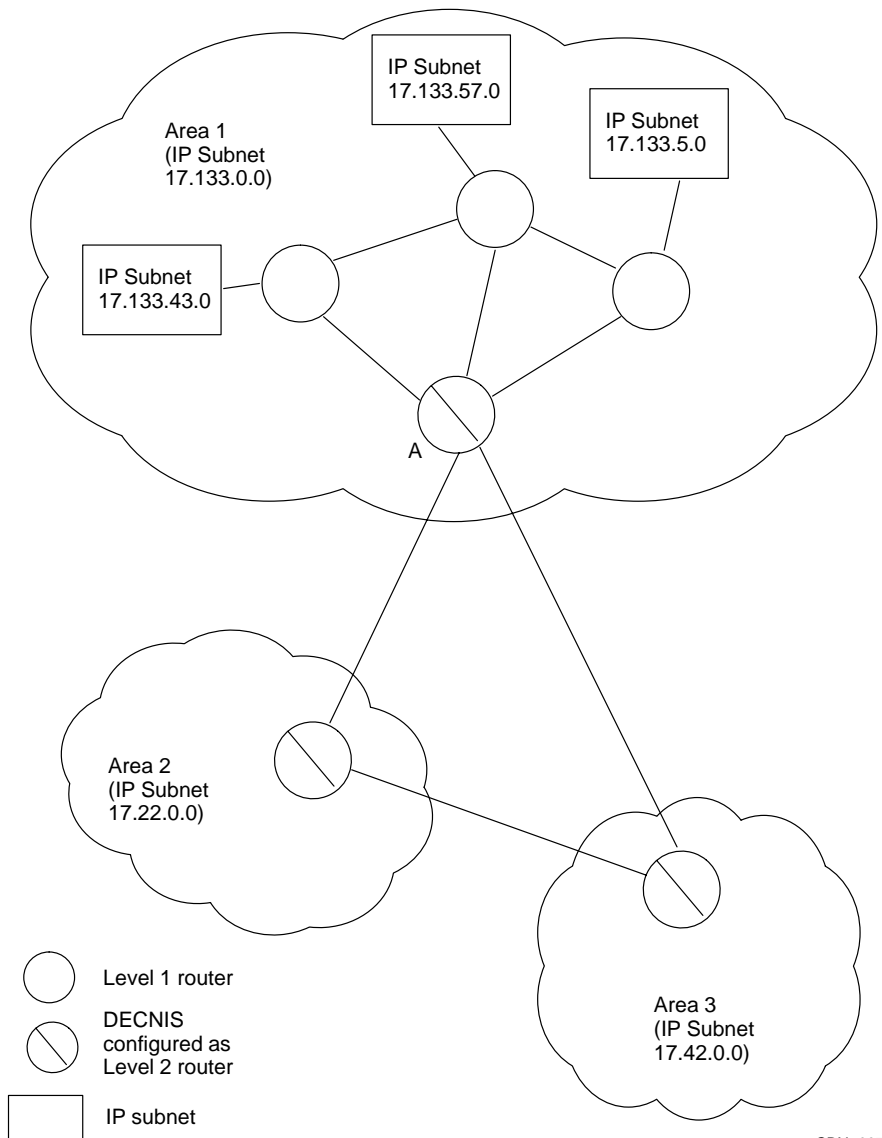 IP Subnet
17.133.57.0
IP Subnet
17.133.5.0
Area 1
(IP Subnet
17.133.0.0)
IP Subnet
17.133.43.0
A
Area 2
(IP Subnet
17.22.0.0)
Area 3
(IP Subnet
17.42.0.0)
Level 1 router
DECNIS
configured as
Level 2 router
IP subnet